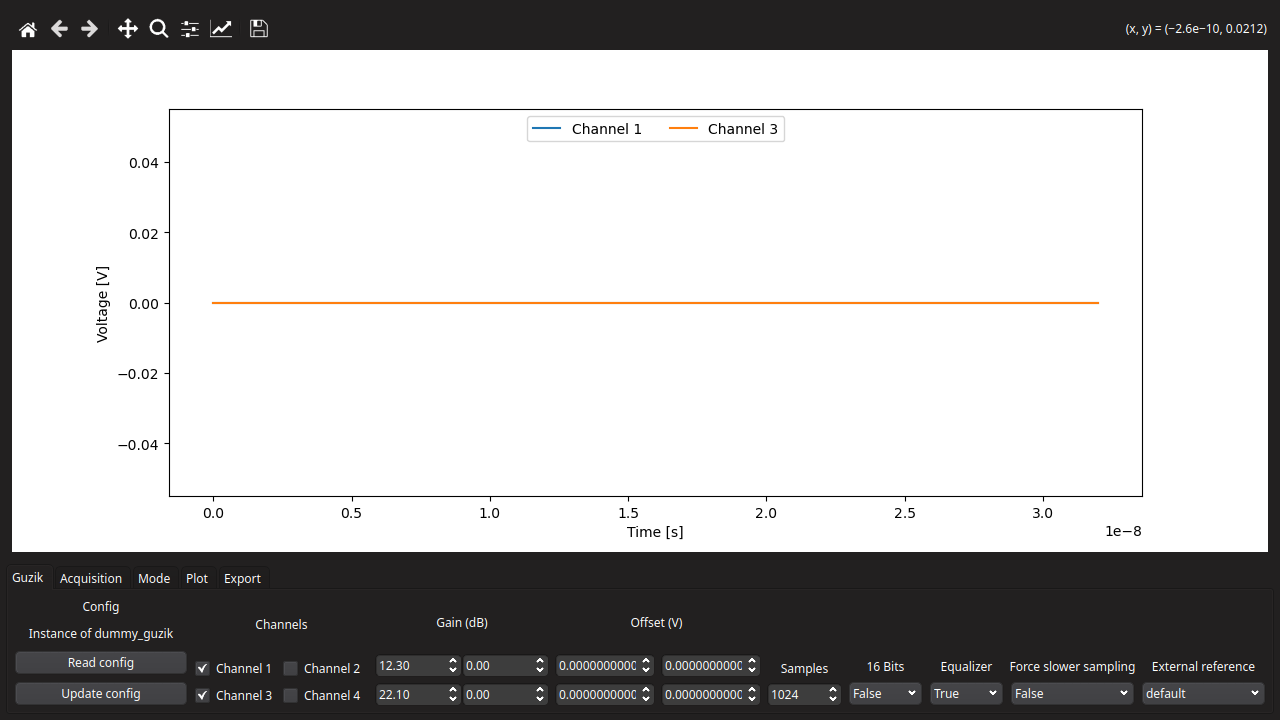 (x, y) = (−2.6e−10, 0.0212)
Channel 1
Channel 3
0.04
0.02
0.00
−0.02
−0.04
Voltage [V]
0.0 0.5 1.0 1.5 2.0 2.5 3.0
Time [s]
1e−8
Guzik Acquisition Mode Plot Export
Config
Instance of dummy_guzik
Read config
Update config
Channels
Channel 1 Channel 2
Channel 3 Channel 4
Gain (dB)
12.30 0.00
22.10 0.00
Offset (V)
0.0000000000 0.0000000000
0.0000000000 0.0000000000
Samples
1024
16 Bits
False
Equalizer
True
Force slower sampling
False
External reference
default